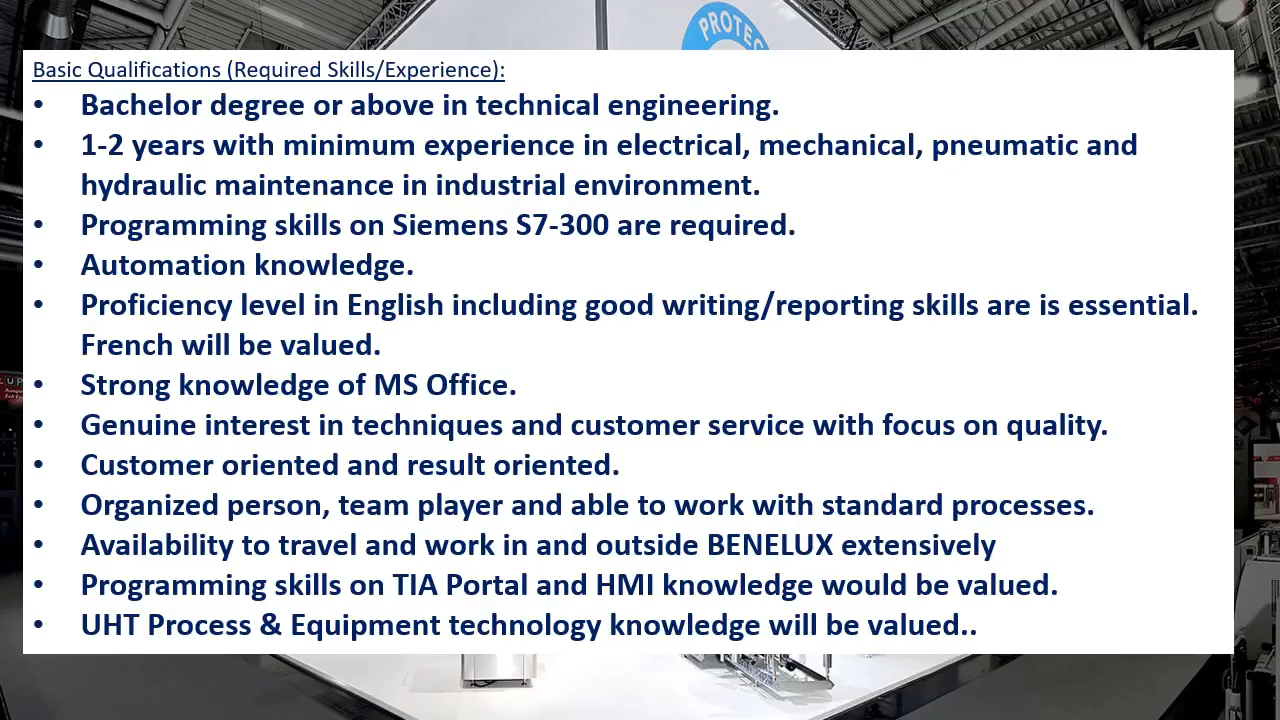 PROTEC
Basic Qualifications (Required Skills/Experience):
• Bachelor degree or above in technical engineering.
• 1-2 years with minimum experience in electrical, mechanical, pneumatic and
hydraulic maintenance in industrial environment.
• Programming skills on Siemens S7-300 are required.
• Automation knowledge.
• Proficiency level in English including good writing/reporting skills are is essential.
French will be valued.
• Strong knowledge of MS Office.
• Genuine interest in techniques and customer service with focus on quality.
• Customer oriented and result oriented.
• Organized person, team player and able to work with standard processes.
• Availability to travel and work in and outside BENELUX extensively
• Programming skills on TIA Portal and HMI knowledge would be valued.
• UHT Process & Equipment technology knowledge will be valued..